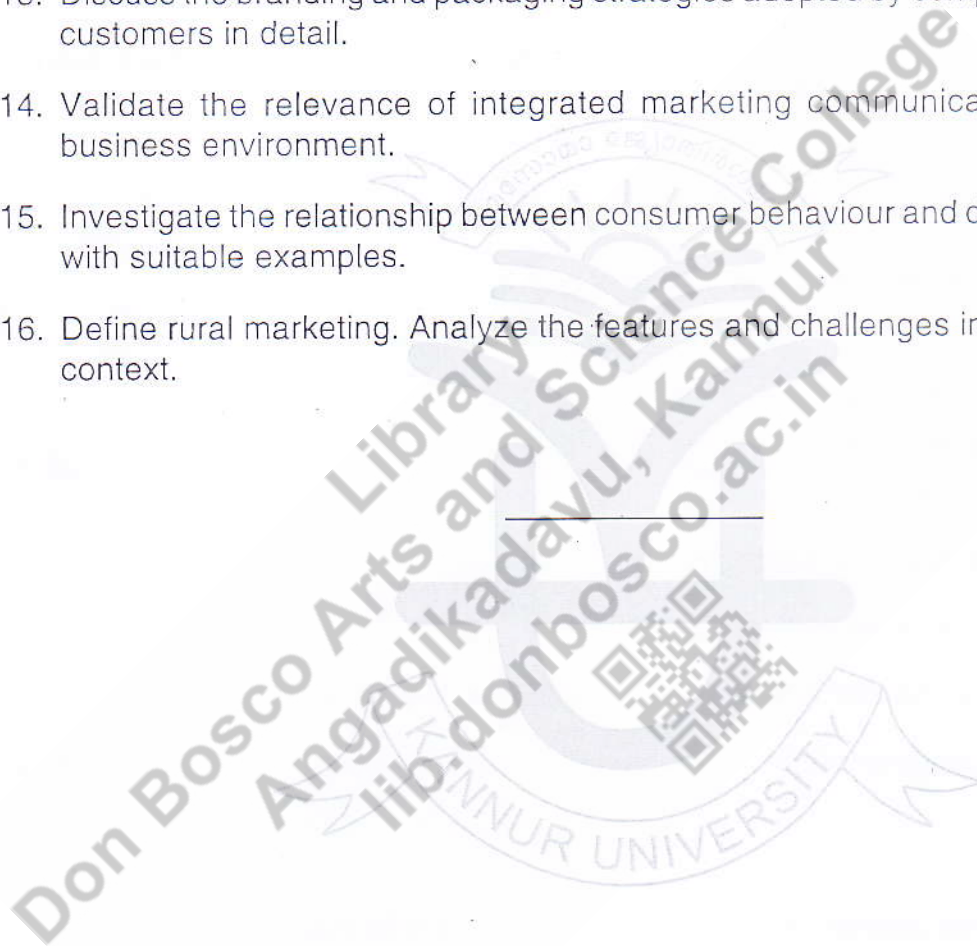 customers in detail.
14. Validate the relevance of integrated marketing
business environment.
15. Investigate the relationship between consumer behaviour and
with suitable examples.
16. Define rural marketing. Analyze the features and challenges
context.
Library
Don Bosco Arts and Science College
Angadikadavu, Kannur
lib.donbosco.ac.in
KANNUR UNIVERSITY